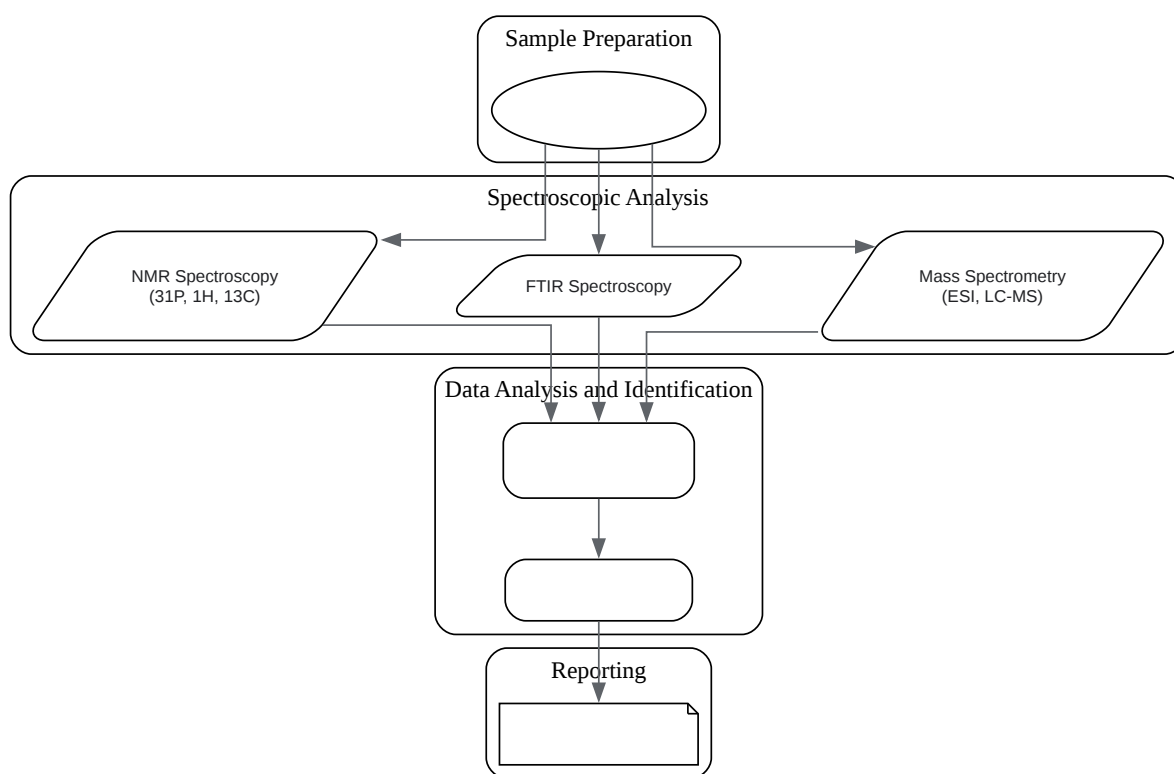 Sample Preparation
Spectroscopic Analysis
NMR Spectroscopy
(31P, 1H, 13C)
FTIR Spectroscopy
Mass Spectrometry
(ESI, LC-MS)
Data Analysis and Identification
Reporting